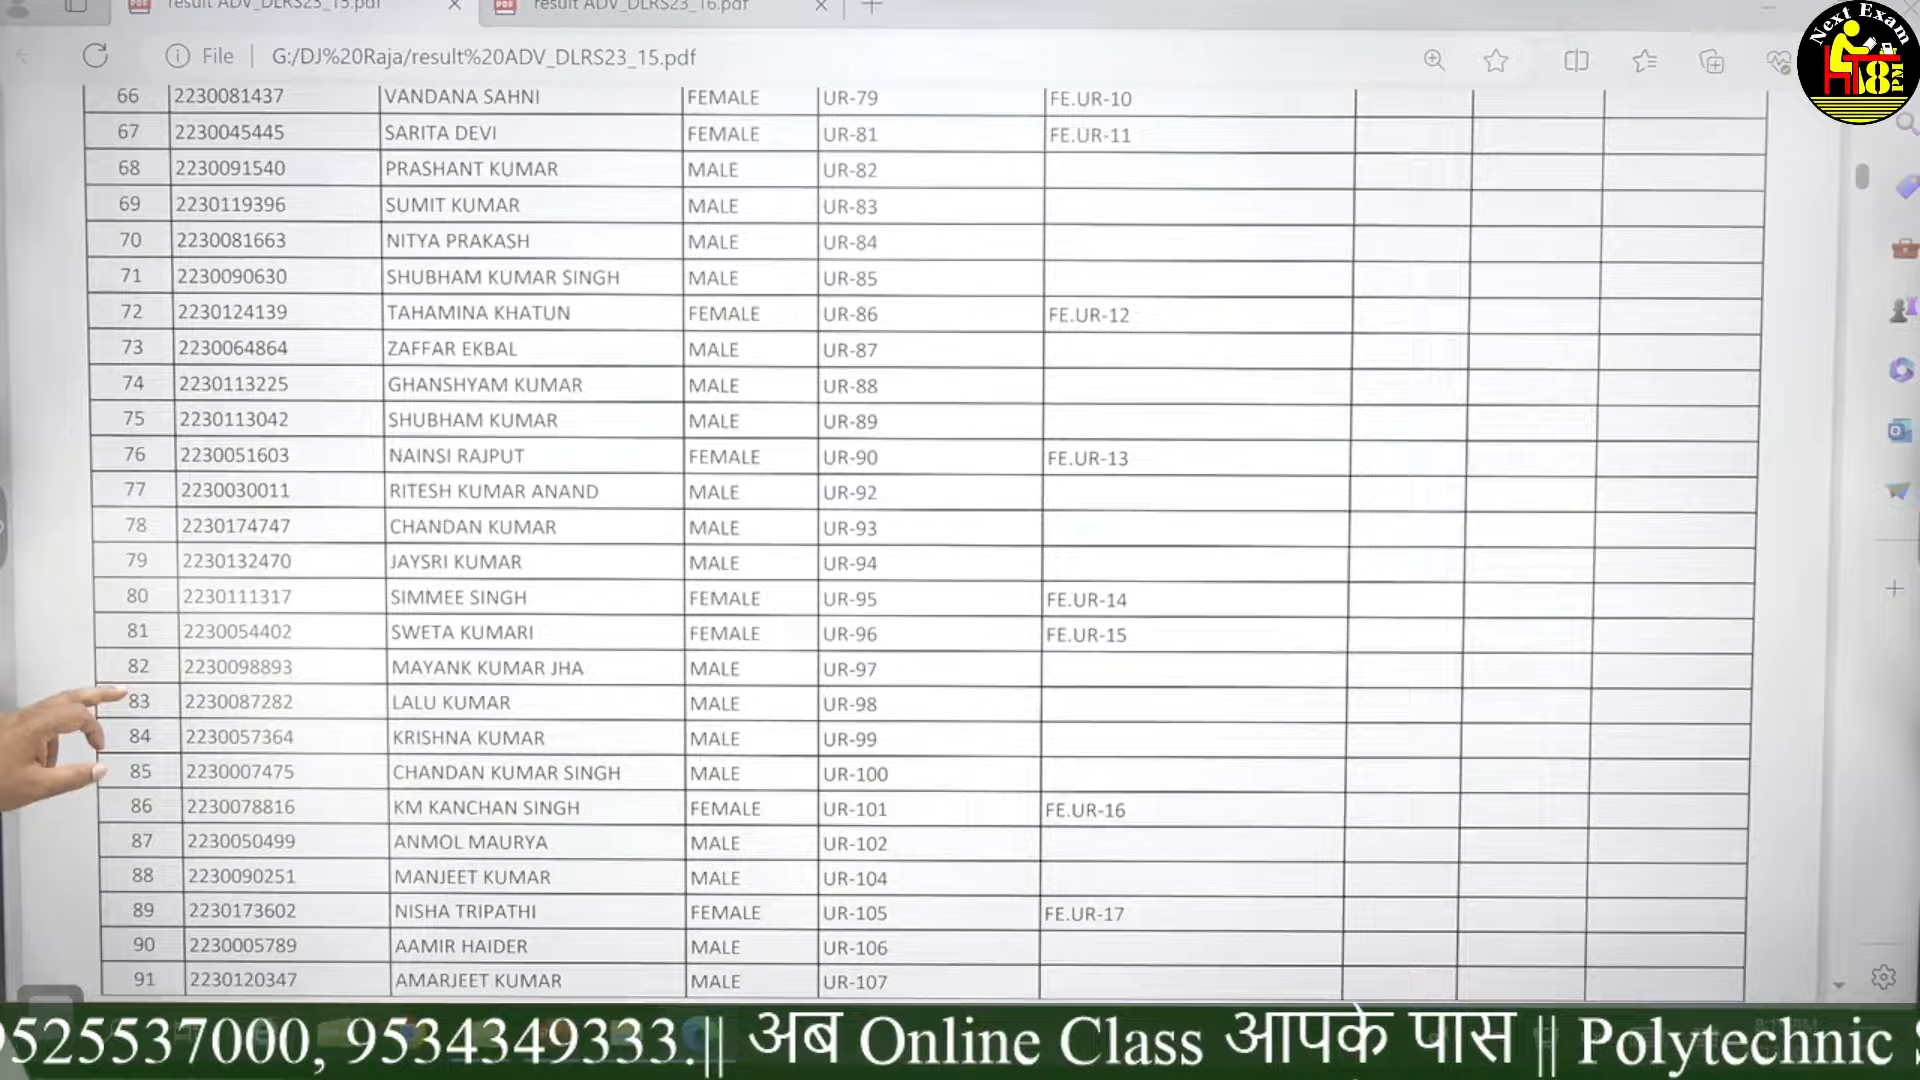 result ADV_DLRS23_15.pdf
result ADV_DLRS23_16.pdf
File
G:/DJ%20Raja/result%20ADV_DLRS23_15.pdf
Next Exam
8 PM
66 2230081437 VANDANA SAHNI FEMALE UR-79 FE.UR-10
67 2230045445 SARITA DEVI FEMALE UR-81 FE.UR-11
68 2230091540 PRASHANT KUMAR MALE UR-82
69 2230119396 SUMIT KUMAR MALE UR-83
70 2230081663 NITYA PRAKASH MALE UR-84
71 2230090630 SHUBHAM KUMAR SINGH MALE UR-85
72 2230124139 TAHAMINA KHATUN FEMALE UR-86 FE.UR-12
73 2230064864 ZAFFAR EKBAL MALE UR-87
74 2230113225 GHANSHYAM KUMAR MALE UR-88
75 2230113042 SHUBHAM KUMAR MALE UR-89
76 2230051603 NAINSI RAJPUT FEMALE UR-90 FE.UR-13
77 2230030011 RITESH KUMAR ANAND MALE UR-92
78 2230174747 CHANDAN KUMAR MALE UR-93
79 2230132470 JAYSRI KUMAR MALE UR-94
80 2230111317 SIMMEE SINGH FEMALE UR-95 FE.UR-14
81 2230054402 SWETA KUMARI FEMALE UR-96 FE.UR-15
82 2230098893 MAYANK KUMAR JHA MALE UR-97
83 2230087282 LALU KUMAR MALE UR-98
84 2230057364 KRISHNA KUMAR MALE UR-99
85 2230007475 CHANDAN KUMAR SINGH MALE UR-100
86 2230078816 KM KANCHAN SINGH FEMALE UR-101 FE.UR-16
87 2230050499 ANMOL MAURYA MALE UR-102
88 2230090251 MANJEET KUMAR MALE UR-104
89 2230173602 NISHA TRIPATHI FEMALE UR-105 FE.UR-17
90 2230005789 AAMIR HAIDER MALE UR-106
91 2230120347 AMARJEET KUMAR MALE UR-107
9525537000, 9534349333.|| अब Online Class आपके पास || Polytechnic